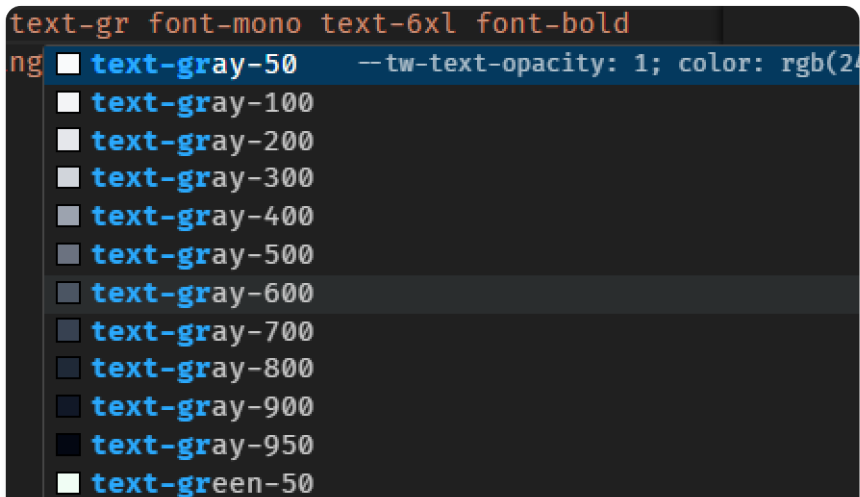 text-gr font-mono text-6xl font-bold
ng
text-gray-50 --tw-text-opacity: 1; color: rgb(24
text-gray-100
text-gray-200
text-gray-300
text-gray-400
text-gray-500
text-gray-600
text-gray-700
text-gray-800
text-gray-900
text-gray-950
text-green-50